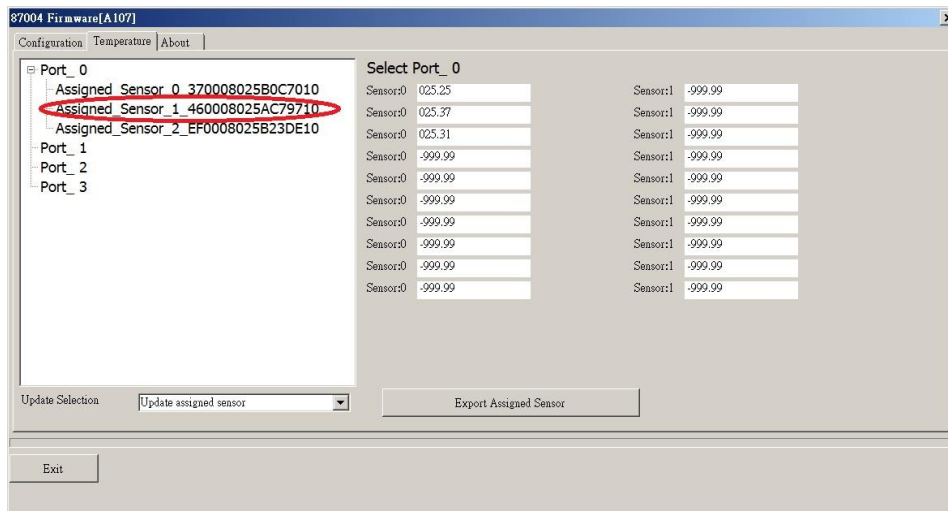 87004 Firmware[A107]
Configuration Temperature About
Port_ 0
Assigned_Sensor_0_370008025B0C7010
Assigned_Sensor_1_460008025AC79710
Assigned_Sensor_2_EF0008025B23DE10
Port_ 1
Port_ 2
Port_ 3
Select Port_ 0
Sensor:0 025.25 Sensor:1 -999.99
Sensor:0 025.37 Sensor:1 -999.99
Sensor:0 025.31 Sensor:1 -999.99
Sensor:0 -999.99 Sensor:1 -999.99
Sensor:0 -999.99 Sensor:1 -999.99
Sensor:0 -999.99 Sensor:1 -999.99
Sensor:0 -999.99 Sensor:1 -999.99
Sensor:0 -999.99 Sensor:1 -999.99
Sensor:0 -999.99 Sensor:1 -999.99
Sensor:0 -999.99 Sensor:1 -999.99
Update Selection Update assigned sensor Export Assigned Sensor
Exit